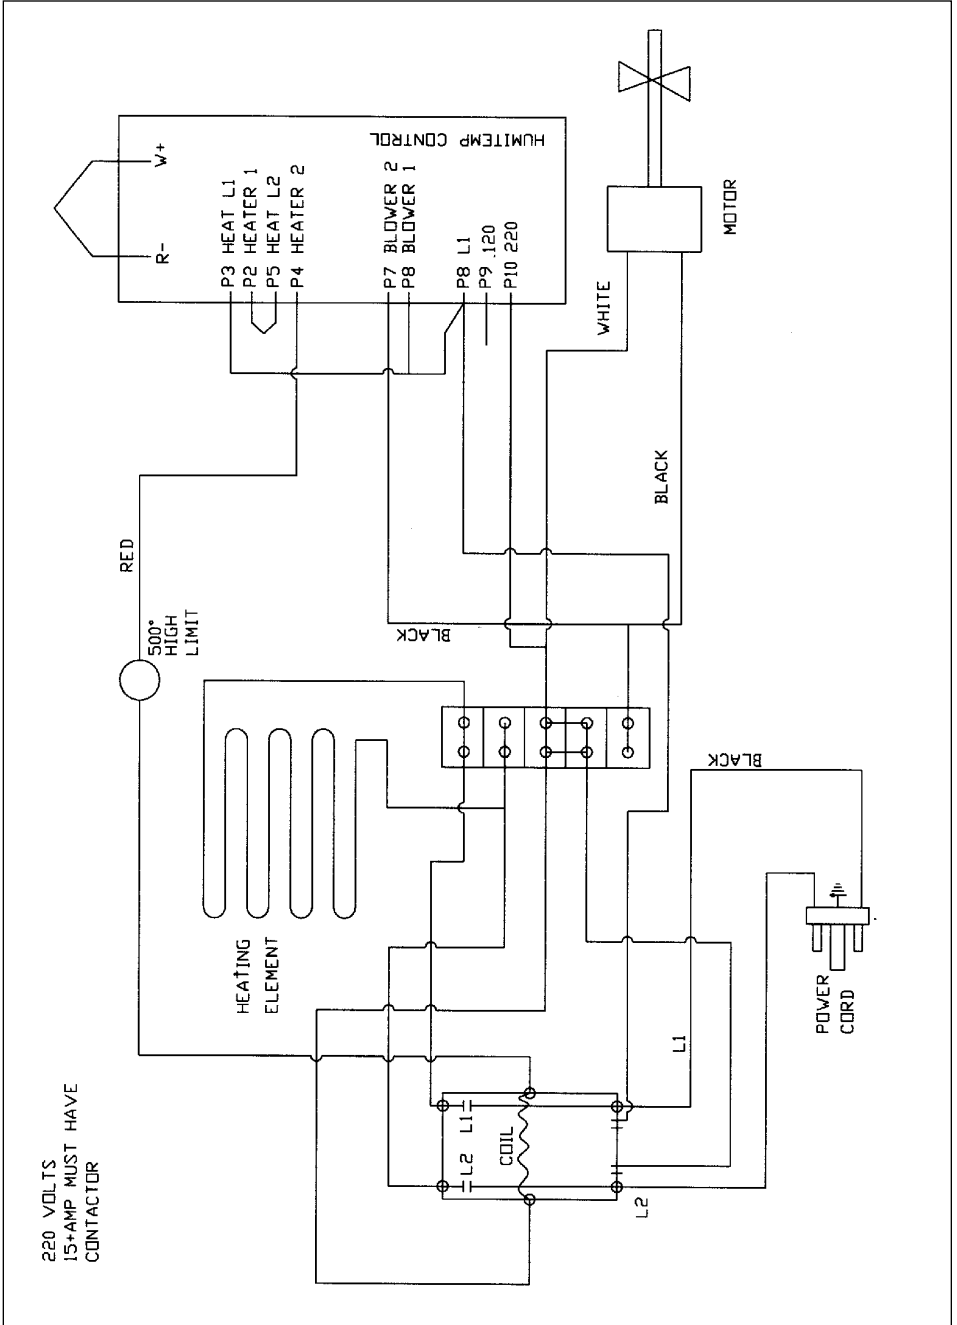 220 VOLTS
15+AMP MUST HAVE
CONTACTOR
HEATING
ELEMENT
500°
HIGH
LIMIT
RED
R-
W+
P3 HEAT L1
P2 HEATER 1
P5 HEAT L2
P4 HEATER 2
P7 BLOWER 2
P8 BLOWER 1
P8 L1
P9 .120
P10 220
HUMITEMP CONTROL
WHITE
BLACK
MOTOR
BLACK
BLACK
L1
L2
COIL
L1
L2
POWER
CORD